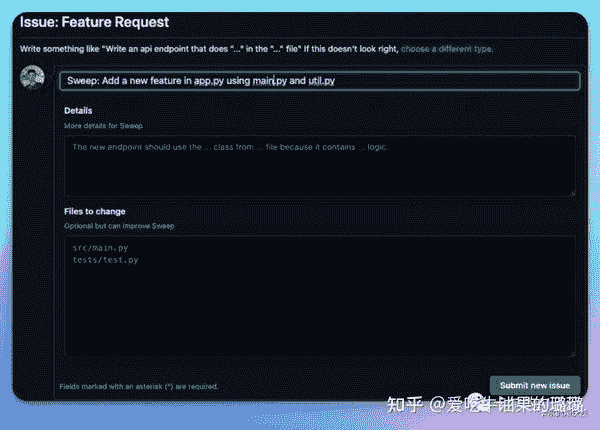 Issue: Feature Request
Write something like "Write an api endpoint that does "..." in the "..." file" If this doesn't look right, choose a different type.
Sweep: Add a new feature in app.py using main.py and util.py
Details
More details for Sweep
The new endpoint should use the ... class from ... file because it contains ... logic.
Files to change
Optional but can improve Sweep
src/main.py
tests/test.py
Fields marked with an asterisk (*) are required.
Submit new issue
知乎 @爱吃牛油果的璐璐